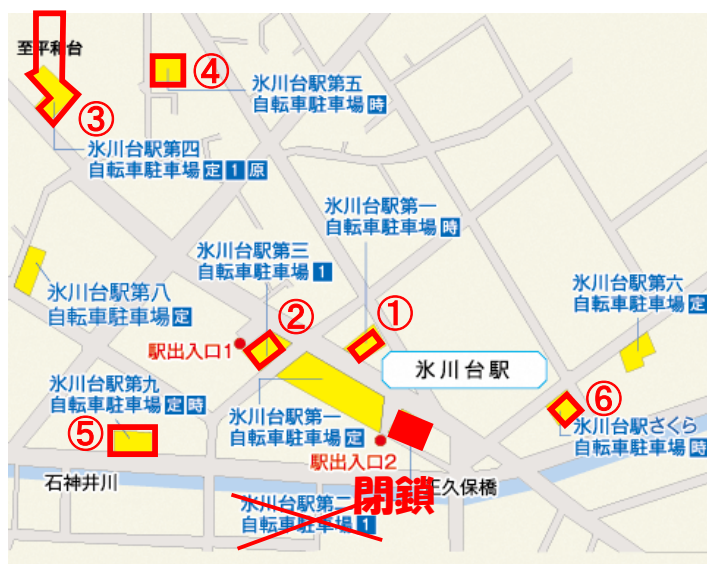 至平和台
④
氷川台駅第五
自転車駐車場 時
③
氷川台駅第四
自転車駐車場 定 1 原
氷川台駅第一
自転車駐車場 時
氷川台駅第三
自転車駐車場 1
氷川台駅第六
自転車駐車場 定
氷川台駅第八
自転車駐車場 定
②
①
駅出入口1
氷川台駅
氷川台駅第九
自転車駐車場 定 時
⑤
⑥
氷川台駅第一
自転車駐車場 定
氷川台駅さくら
自転車駐車場 時
駅出入口2
石神井川
正久保橋
閉鎖
氷川台駅第二
自転車駐車場 1